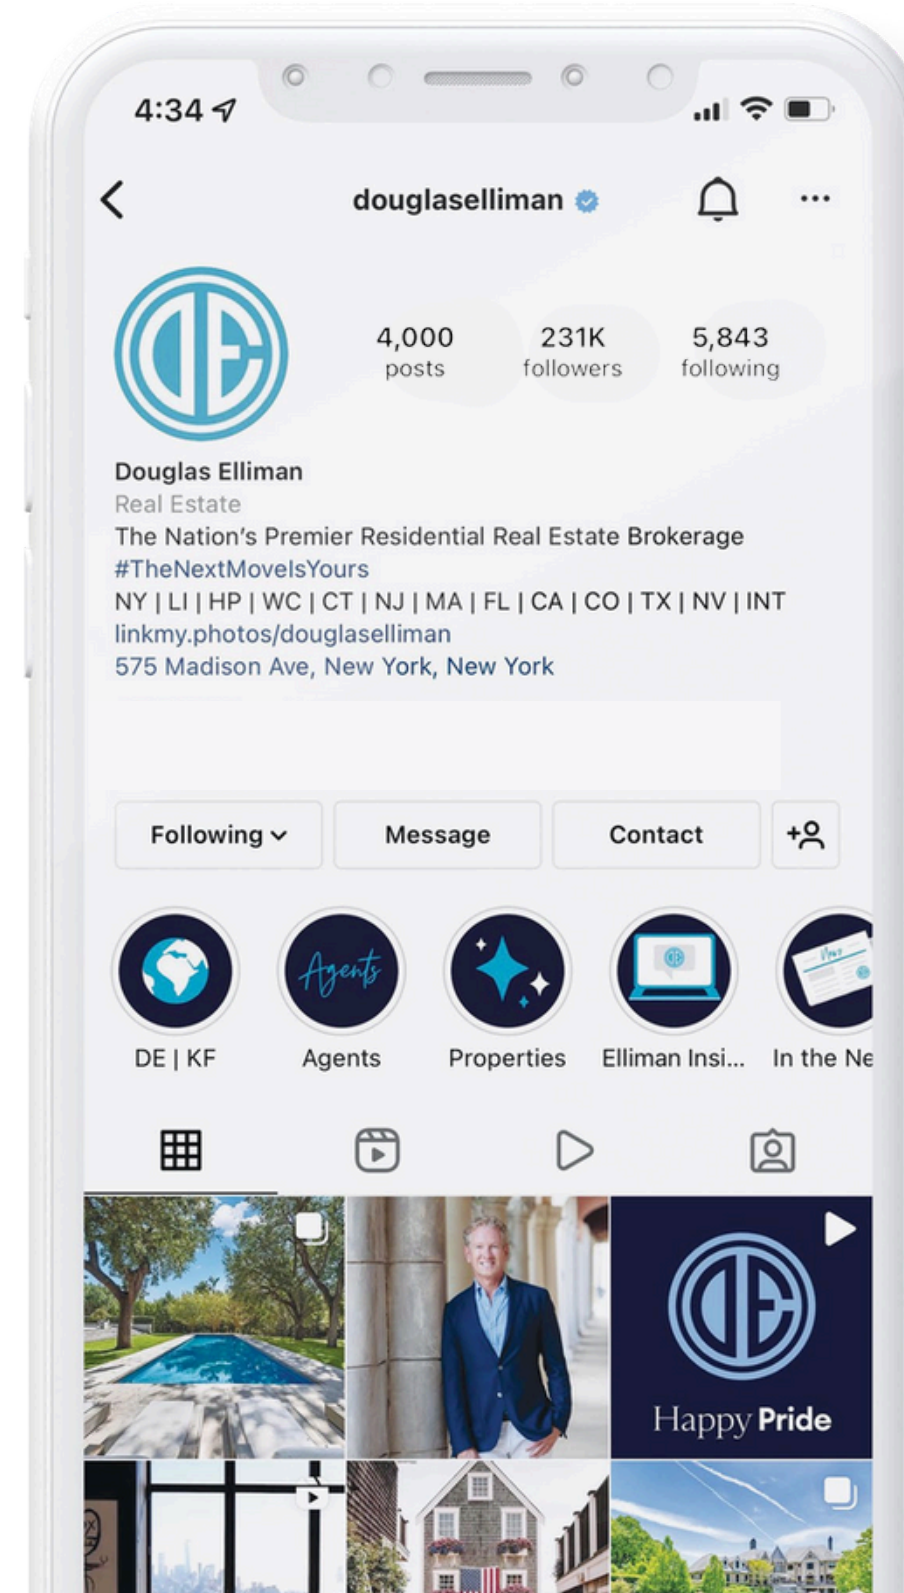 4:34
douglaselliman
4,000 231K 5,843
posts followers following
Douglas Elliman
Real Estate
The Nation's Premier Residential Real Estate Brokerage
#TheNextMoveIsYours
NY | LI | HP | WC | CT | NJ | MA | FL | CA | CO | TX | NV | INT
linkmy.photos/douglaselliman
575 Madison Ave, New York, New York
Following Message Contact
Agents
News
DE | KF Agents Properties Elliman Insi... In the Ne
DE
Happy Pride